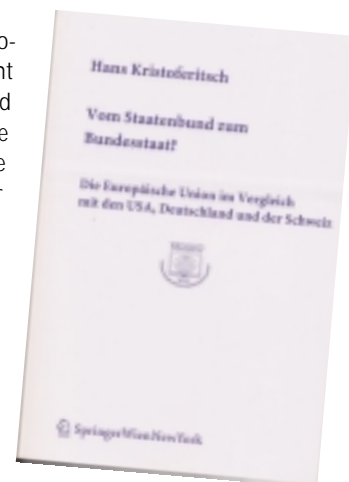 o-
nt
d
e
e
-
Hans Kristoferitsch
Vom Staatenbund zum
Bundesstaat?
Die Europäische Union im Vergleich
mit den USA, Deutschland und der Schweiz
SpringerWienNewYork